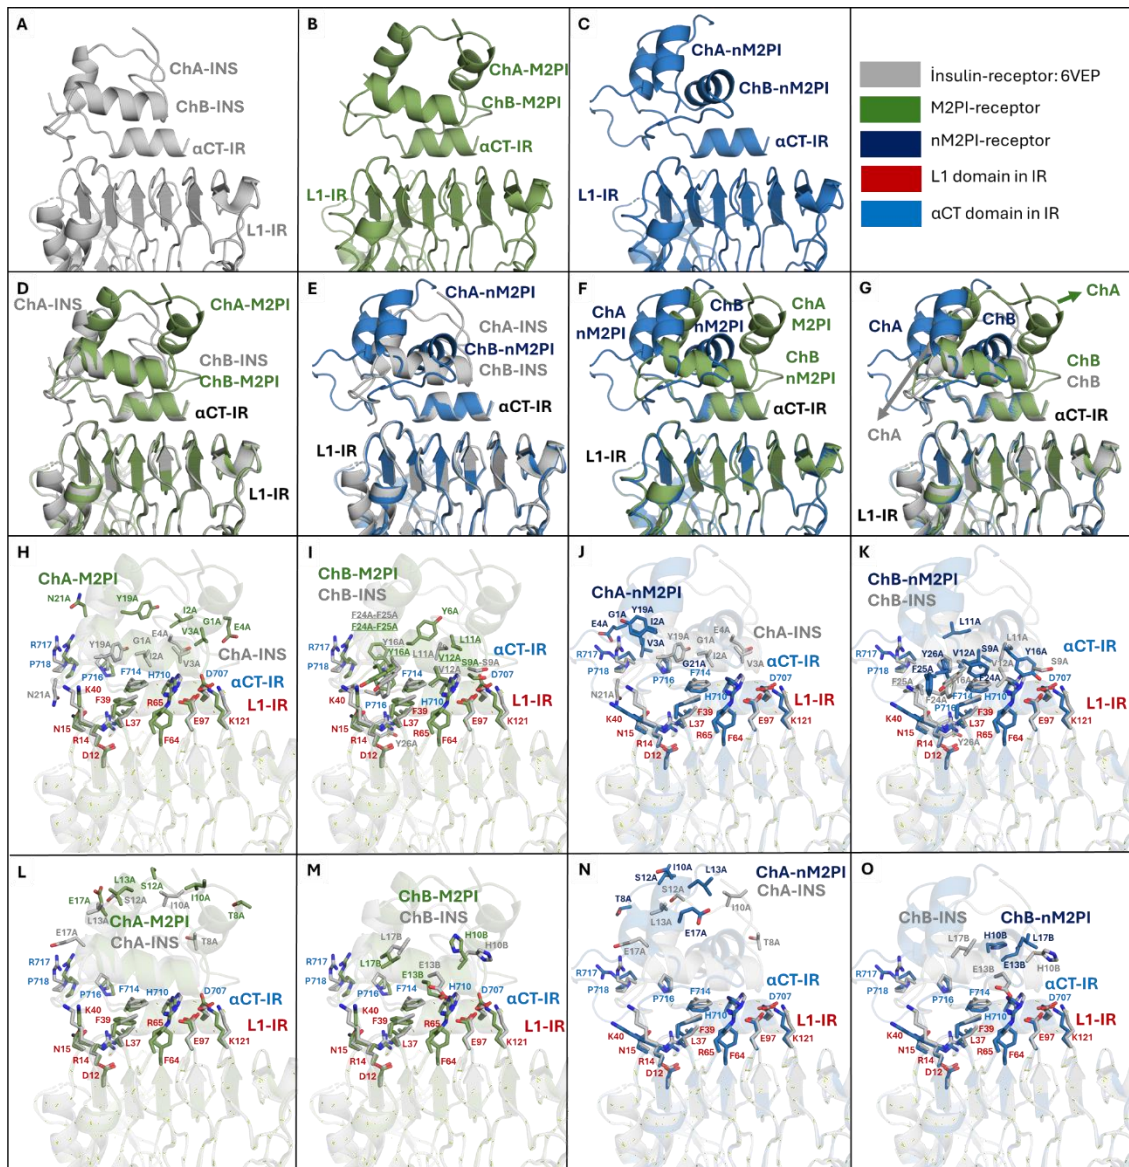 A
ChA-INS
ChB-INS
αCT-IR
L1-IR
B
ChA-M2PI
ChB-M2PI
αCT-IR
L1-IR
C
ChA-nM2PI
ChB-nM2PI
αCT-IR
L1-IR
İnsulin-receptor: 6VEP
M2PI-receptor
nM2PI-receptor
L1 domain in IR
αCT domain in IR
D
ChA-INS
ChA-M2PI
ChB-INS
ChB-M2PI
αCT-IR
L1-IR
E
ChA-nM2PI
ChA-INS
ChB-nM2PI
ChB-INS
αCT-IR
L1-IR
F
ChA
nM2PI
ChB
nM2PI
ChA
M2PI
ChB
nM2PI
αCT-IR
L1-IR
G
ChA
ChB
ChA
ChB
ChB
αCT-IR
ChA
L1-IR
H
ChA-M2PI
N21A
Y19A
I2A
G1A
E4A
V3A
R717
P718
Y19A
E4A
G1A
I2A
V3A
ChA-INS
P716
F714
H710
D707
αCT-IR
N21A
K40
F39
R65
L1-IR
N15
L37
E97
K121
R14
F64
D12
I
ChB-M2PI
ChB-INS
F24A-F25A
F24A-F25A
Y6A
Y16A
Y16A
L11A
L11A
V12A
V12A
S9A
S9A
αCT-IR
R717
P718
F714
P716
H710
D707
K40
F39
L37
R65
E97
L1-IR
N15
R14
Y26A
F64
K121
D12
J
ChA-nM2PI
G1A
Y19A
E4A
I2A
V3A
R717
P718
Y19A
E4A
G1A
I2A
V3A
ChA-INS
G21A
P716
F714
H710
D707
αCT-IR
N21A
K40
F39
L37
R65
E97
L1-IR
N15
R14
F64
K121
D12
K
ChB-nM2PI
ChB-INS
L11A
L11A
R717
P718
Y26A
V12A
S9A
Y16A
V12A
S9A
F25A
Y16A
F24A
F25A
F24A
F714
P716
H710
D707
αCT-IR
K40
F39
L37
R65
E97
L1-IR
N15
R14
Y26A
F64
K121
D12
L
L13A
S12A
E17A
S12A
I10A
I10A
T8A
L13A
ChA-M2PI
ChA-INS
E17A
T8A
R717
P718
P716
F714
H710
D707
αCT-IR
K40
F39
R65
L1-IR
N15
L37
E97
K121
R14
F64
D12
M
ChB-M2PI
ChB-INS
L17B
H10B
H10B
L17B
E13B
E13B
R717
P718
P716
F714
H710
D707
αCT-IR
K40
F39
R65
L1-IR
N15
L37
E97
K121
R14
F64
D12
N
I10A
S12A
L13A
ChA-nM2PI
ChA-INS
T8A
S12A
I10A
L13A
E17A
E17A
T8A
R717
P718
P716
F714
H710
D707
αCT-IR
K40
F39
L37
R65
E97
L1-IR
N15
R14
F64
K121
D12
O
ChB-INS
ChB-nM2PI
L17B
H10B
L17B
E13B
H10B
E13B
R717
P718
P716
F714
H710
D707
αCT-IR
K40
F39
L37
R65
E97
L1-IR
N15
R14
F64
K121
D12